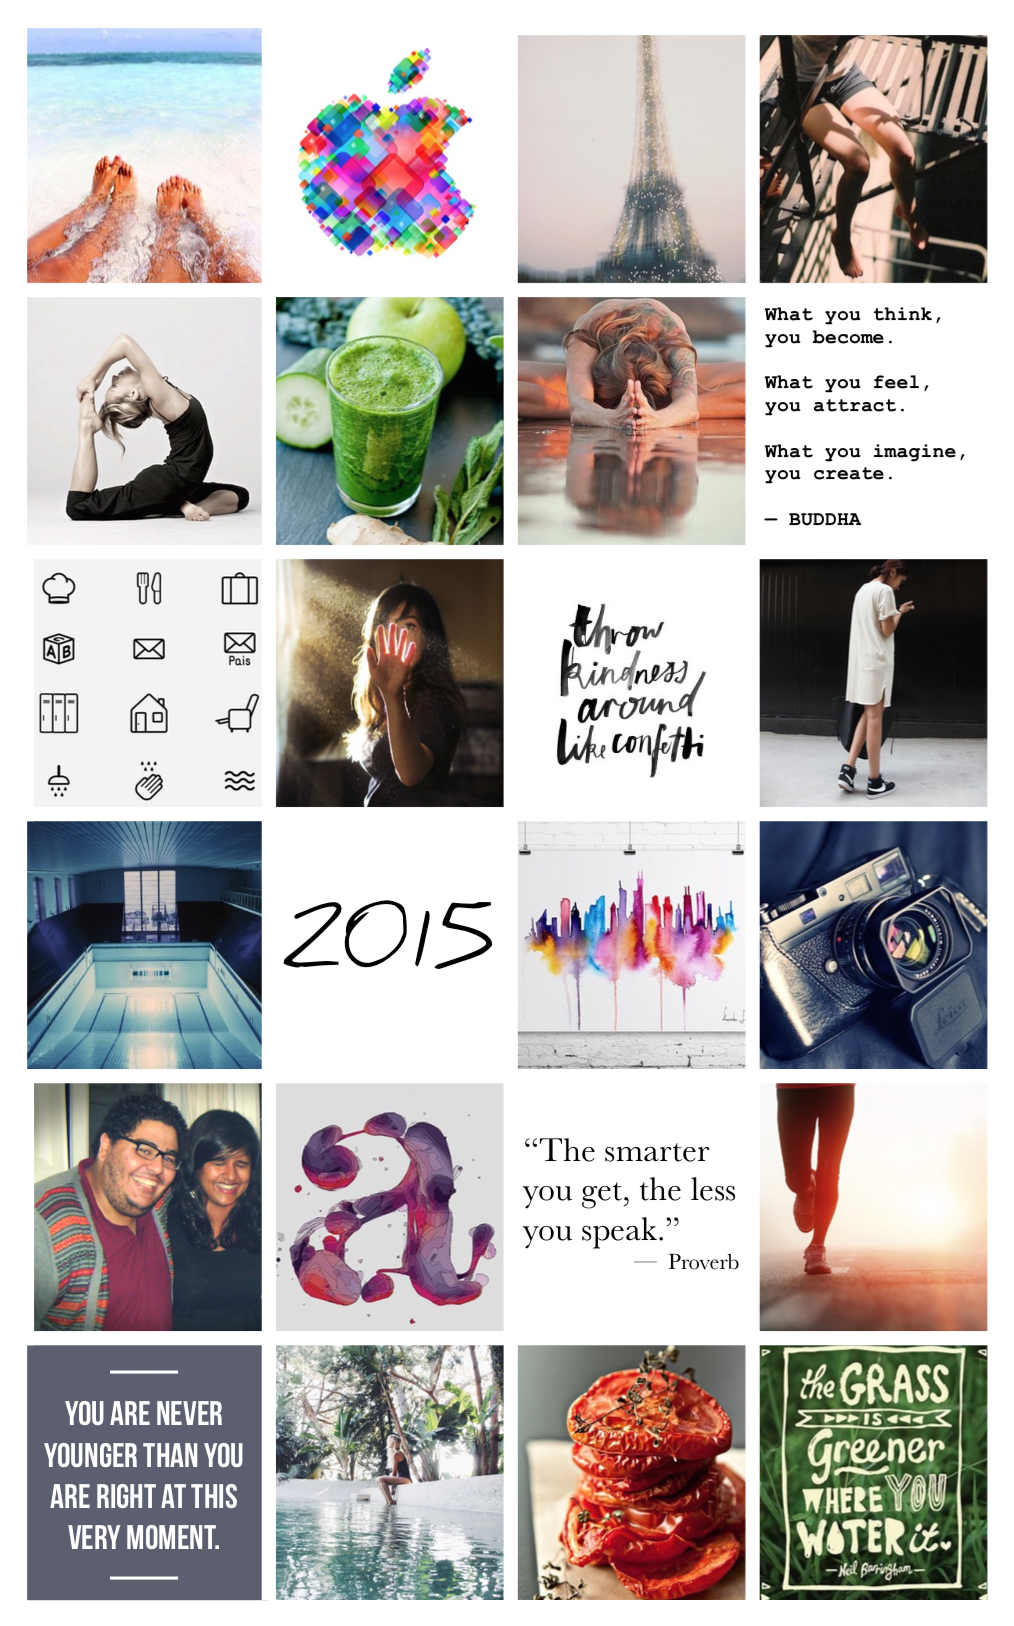 What you think,
you become.
What you feel,
you attract.
What you imagine,
you create.
— BUDDHA
A B
Pais
throw
kindness
around
like confetti
2015
Leica
a
“The smarter
you get, the less
you speak.”
— Proverb
YOU ARE NEVER
YOUNGER THAN YOU
ARE RIGHT AT THIS
VERY MOMENT.
the GRASS
IS
Greener
WHERE YOU
WATER it.
—Neil Barringham—